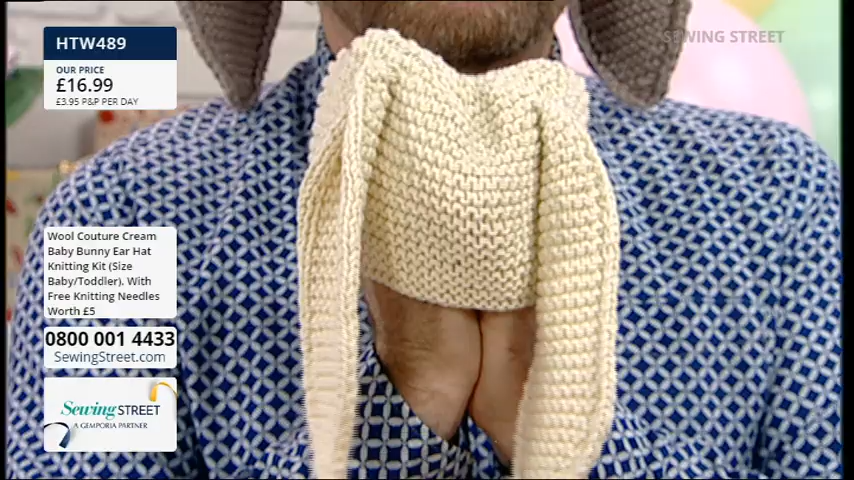 HTW489
OUR PRICE
£16.99
£3.95 P&P PER DAY
SEWING STREET
Wool Couture Cream
Baby Bunny Ear Hat
Knitting Kit (Size
Baby/Toddler). With
Free Knitting Needles
Worth £5
0800 001 4433
SewingStreet.com
Sewing STREET
A GEMPORIA PARTNER